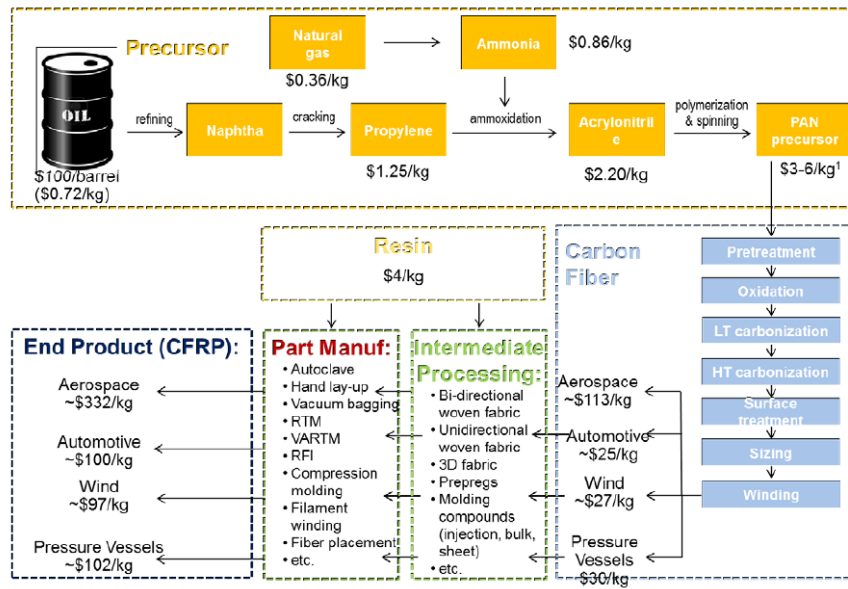 Precursor
Natural
gas
$0.36/kg
Ammonia
$0.86/kg
OIL
$100/barrel
($0.72/kg)
refining
Naphtha
cracking
Propylene
$1.25/kg
ammoxidation
Acrylonitril
e
$2.20/kg
polymerization
& spinning
PAN
precursor
$3-6/kg¹
Resin
$4/kg
Carbon
Fiber
Pretreatment
Oxidation
LT carbonization
HT carbonization
Surface
treatment
Sizing
Winding
Aerospace
~$113/kg
Automotive
~$25/kg
Wind
~$27/kg
Pressure
Vessels
$30/kg
Intermediate
Processing:
• Bi-directional
woven fabric
• Unidirectional
woven fabric
• 3D fabric
• Prepregs
• Molding
compounds
(injection, bulk,
sheet)
• etc.
Part Manuf:
• Autoclave
• Hand lay-up
• Vacuum bagging
• RTM
• VARTM
• RFI
• Compression
molding
• Filament
winding
• Fiber placement
• etc.
End Product (CFRP):
Aerospace
~$332/kg
Automotive
~$100/kg
Wind
~$97/kg
Pressure Vessels
~$102/kg